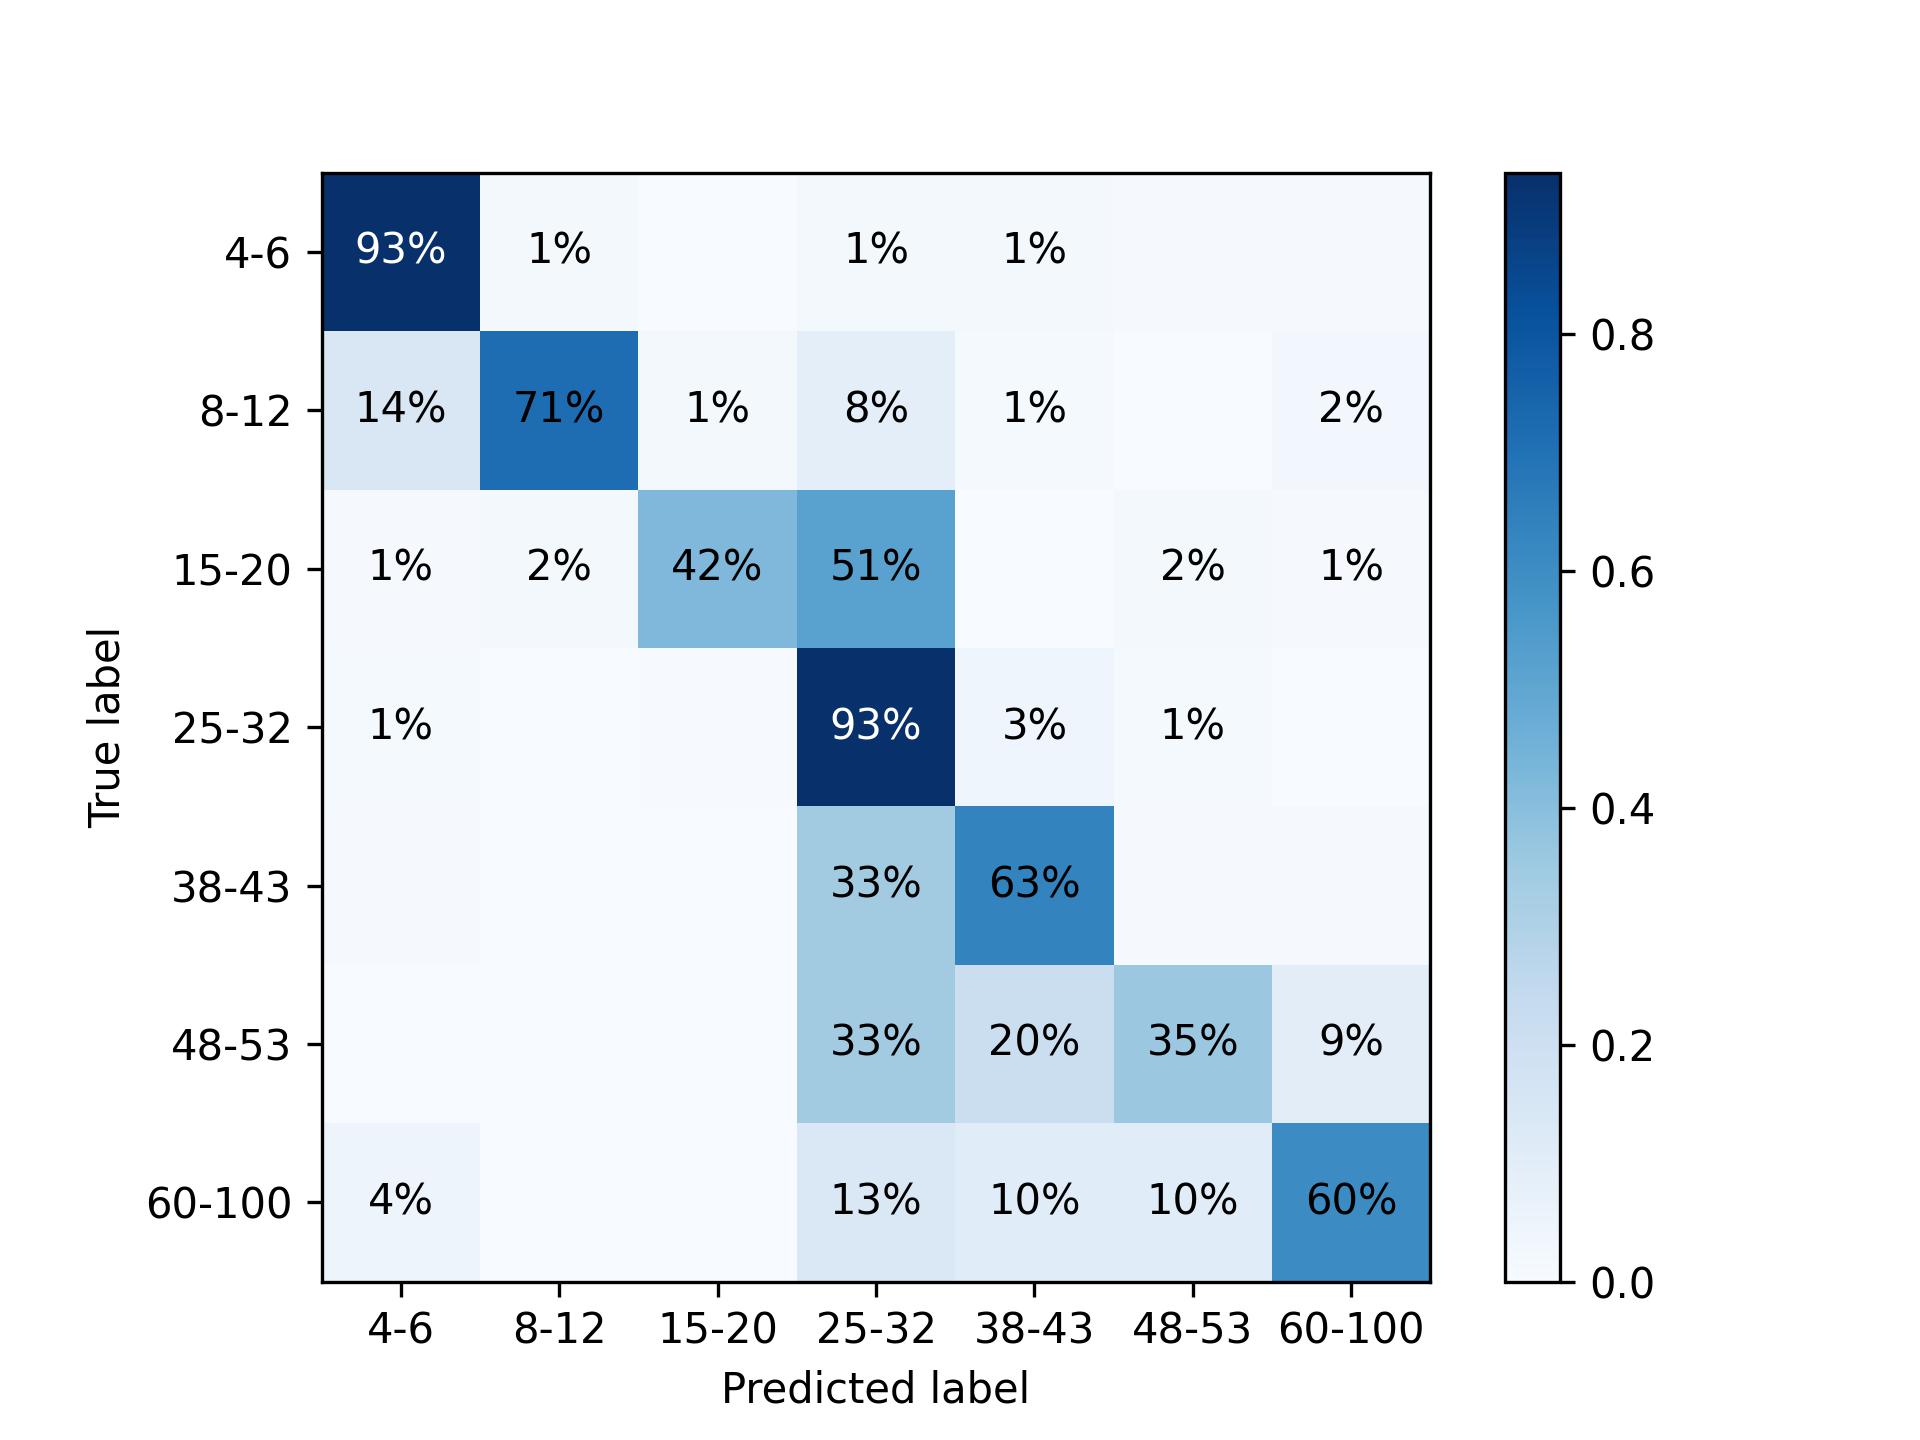 4-6 93% 1% 1% 1%
8-12 14% 71% 1% 8% 1% 2%
15-20 1% 2% 42% 51% 2% 1%
25-32 1% 93% 3% 1%
38-43 33% 63%
48-53 33% 20% 35% 9%
60-100 4% 13% 10% 10% 60%
4-6 8-12 15-20 25-32 38-43 48-53 60-100
Predicted label
True label
0.8
0.6
0.4
0.2
0.0